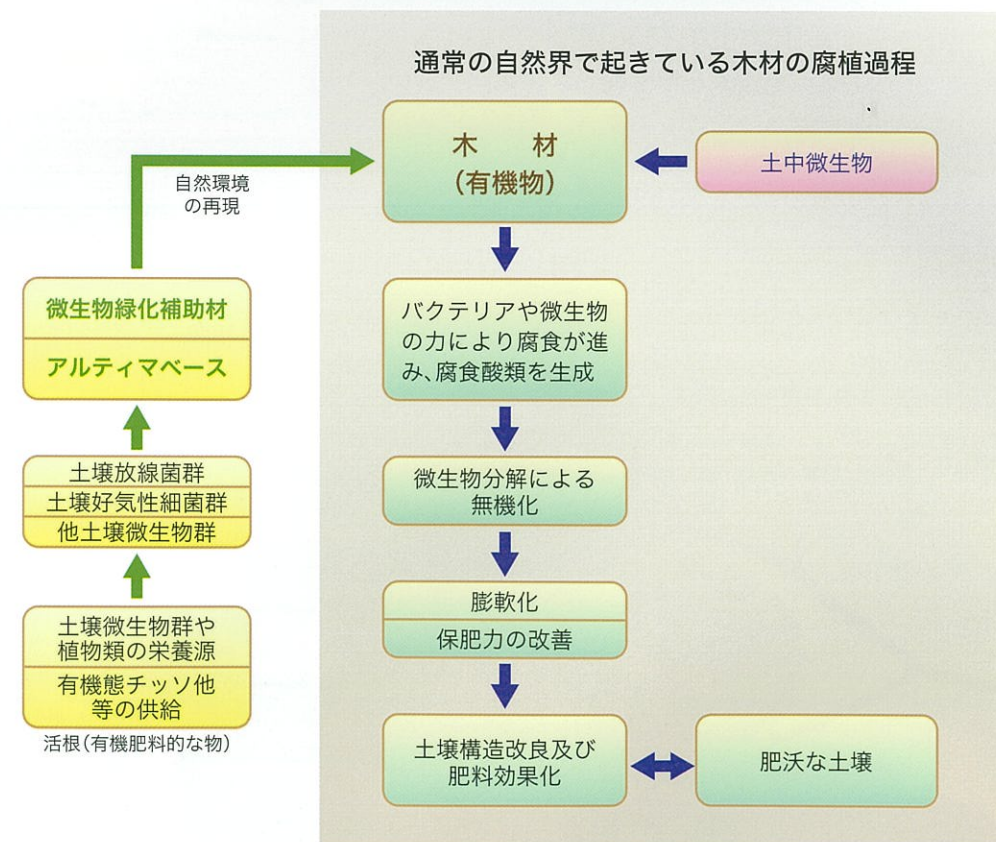 通常の自然界で起きている木材の腐植過程
木　材
（有機物）
土中微生物
自然環境
の再現
微生物緑化補助材
アルティマベース
バクテリアや微生物
の力により腐食が進
み、腐食酸類を生成
土壌放線菌群
土壌好気性細菌群
他土壌微生物群
微生物分解による
無機化
土壌微生物群や
植物類の栄養源
有機態チッソ他
等の供給
活根（有機肥料的な物）
膨軟化
保肥力の改善
土壌構造改良及び
肥料効果化
肥沃な土壌